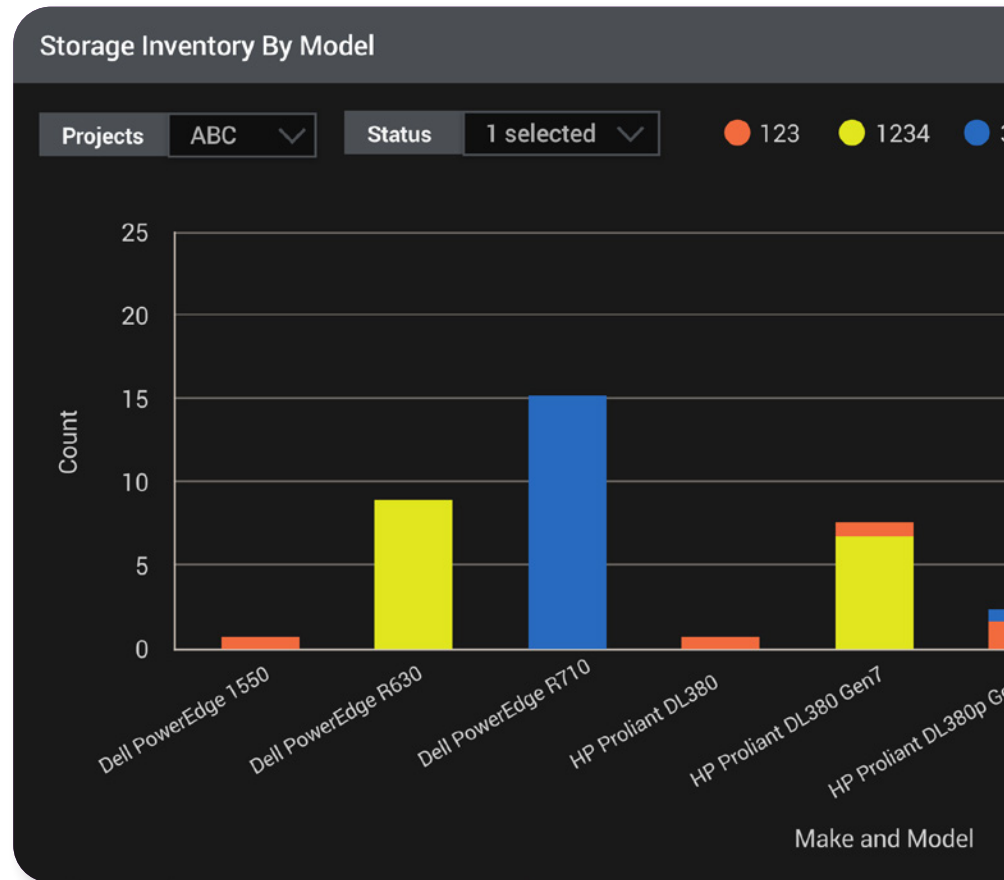 Storage Inventory By Model
Projects ABC Status 1 selected 123 1234
25
20
15
10
5
0
Count
Dell PowerEdge 1550
Dell PowerEdge R630
Dell PowerEdge R710
HP Proliant DL380
HP Proliant DL380 Gen7
HP Proliant DL380p
Make and Model